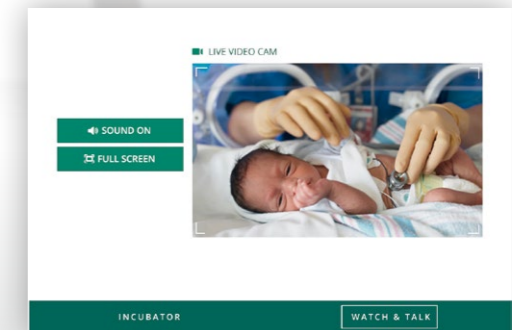 LIVE VIDEO CAM
SOUND ON
FULL SCREEN
INCUBATOR
WATCH & TALK